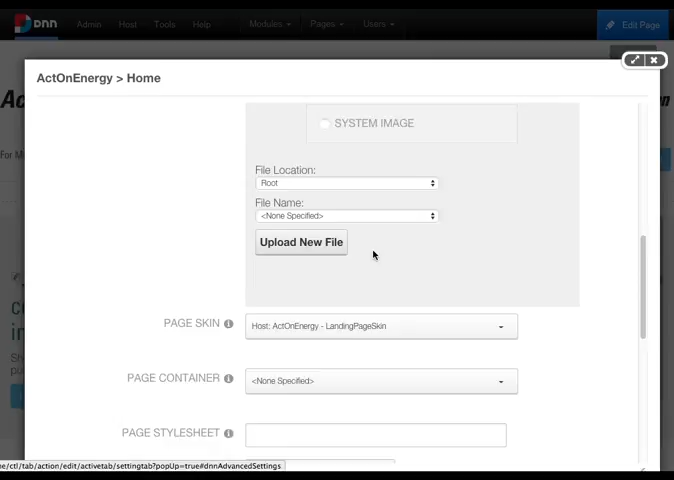 dnn Admin Host Tools Help Modules Pages Users Edit Page
ActOnEnergy > Home
SYSTEM IMAGE
For M
File Location:
Root
File Name:
<None Specified>
Upload New File
PAGE SKIN Host: ActOnEnergy - LandingPageSkin
PAGE CONTAINER <None Specified>
PAGE STYLESHEET
ne/ctl/tab/action/edit/activetab/settingtab?popUp=true#dnnAdvancedSettings